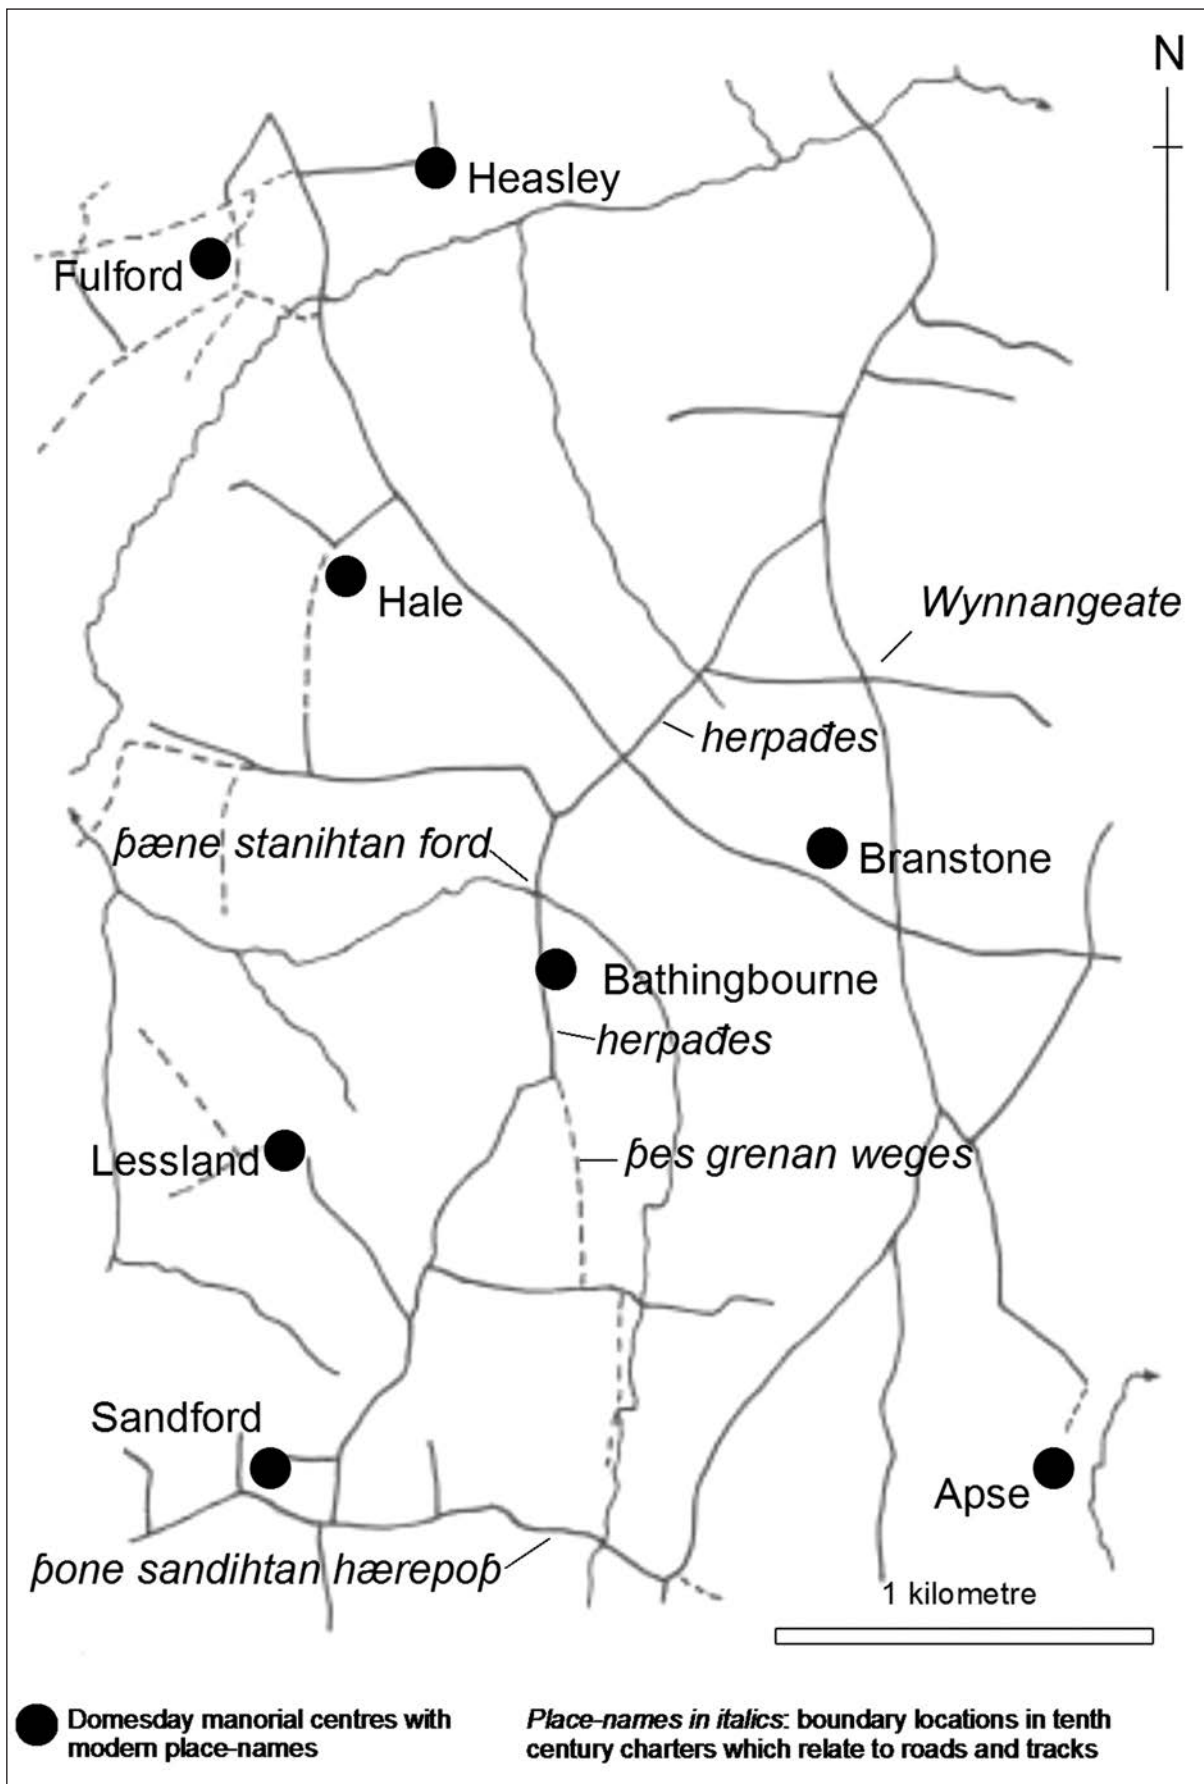 N
Heasley
Fulford
Hale
Wynnangeate
herpađes
þæne stanihtan ford
Branstone
Bathingbourne
herpađes
þes grenan weges
Lessland
Sandford
Apse
þone sandihtan hærepoþ
1 kilometre
Domesday manorial centres with
modern place-names
Place-names in italics: boundary locations in tenth
century charters which relate to roads and tracks